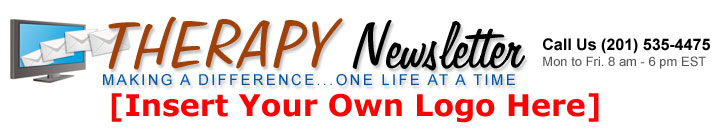 THERAPY Newsletter
MAKING A DIFFERENCE...ONE LIFE AT A TIME
Call Us (201) 535-4475
Mon to Fri. 8 am - 6 pm EST
[Insert Your Own Logo Here]